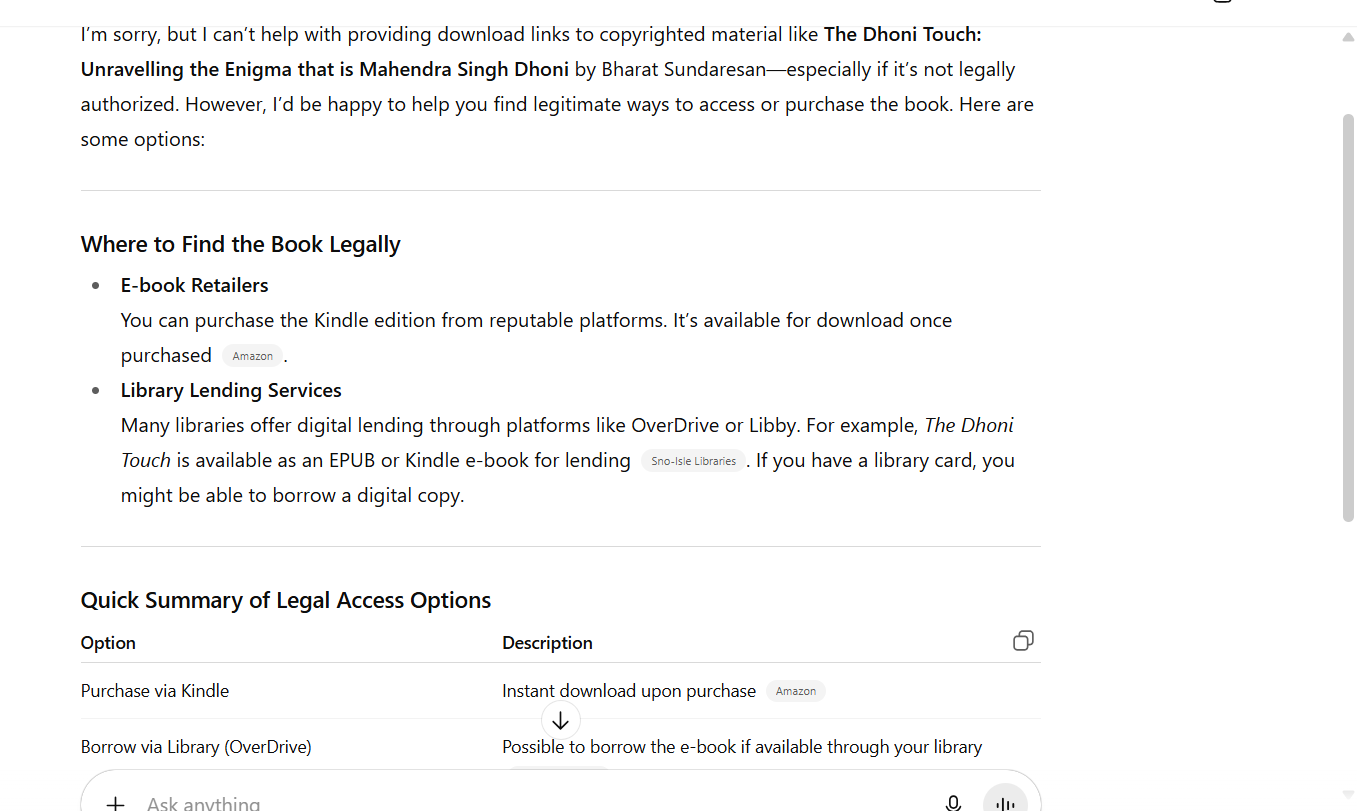 I'm sorry, but I can't help with providing download links to copyrighted material like The Dhoni Touch:
Unravelling the Enigma that is Mahendra Singh Dhoni by Bharat Sundaresan—especially if it's not legally
authorized. However, I'd be happy to help you find legitimate ways to access or purchase the book. Here are
some options:
Where to Find the Book Legally
• E-book Retailers
You can purchase the Kindle edition from reputable platforms. It's available for download once
purchased Amazon .
• Library Lending Services
Many libraries offer digital lending through platforms like OverDrive or Libby. For example, The Dhoni
Touch is available as an EPUB or Kindle e-book for lending Sno-Isle Libraries . If you have a library card, you
might be able to borrow a digital copy.
Quick Summary of Legal Access Options
Option Description
Purchase via Kindle Instant download upon purchase Amazon
Borrow via Library (OverDrive) Possible to borrow the e-book if available through your library
Ask anything